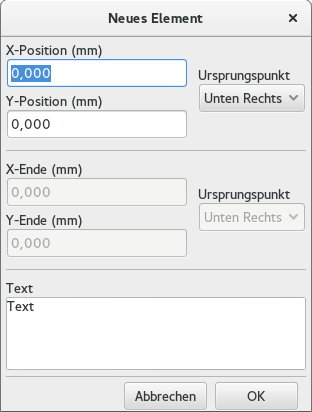 Neues Element
X-Position (mm)
0,000
Ursprungspunkt
Unten Rechts
Y-Position (mm)
0,000
X-Ende (mm)
0,000
Ursprungspunkt
Unten Rechts
Y-Ende (mm)
0,000
Text
Text
Abbrechen OK